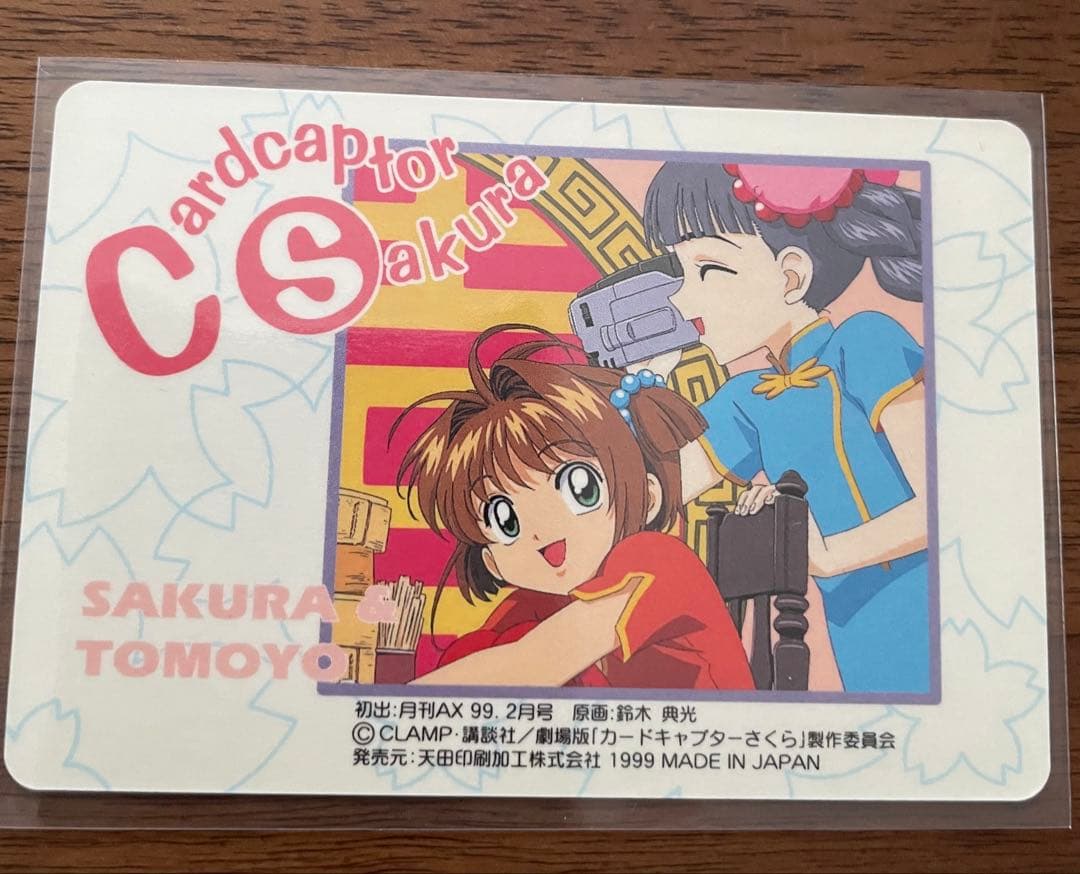 Cardcaptor
Sakura
SAKURA &
TOMOYO
初出:月刊AX 99. 2月号 原画:鈴木 典光
©CLAMP・講談社／劇場版「カードキャプターさくら」製作委員会
発売元:天田印刷加工株式会社 1999 MADE IN JAPAN